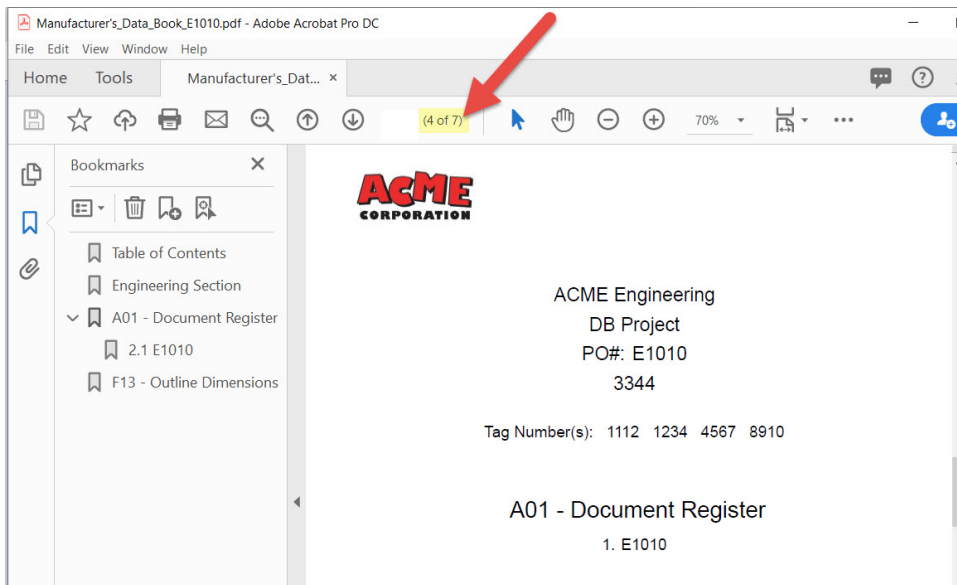 Manufacturer's_Data_Book_E1010.pdf - Adobe Acrobat Pro DC
File Edit View Window Help
Home Tools Manufacturer's_Dat... ×
(4 of 7) 70%
Bookmarks
Table of Contents
Engineering Section
A01 - Document Register
2.1 E1010
F13 - Outline Dimensions
ACME
CORPORATION
ACME Engineering
DB Project
PO#: E1010
3344
Tag Number(s): 1112 1234 4567 8910
A01 - Document Register
1. E1010